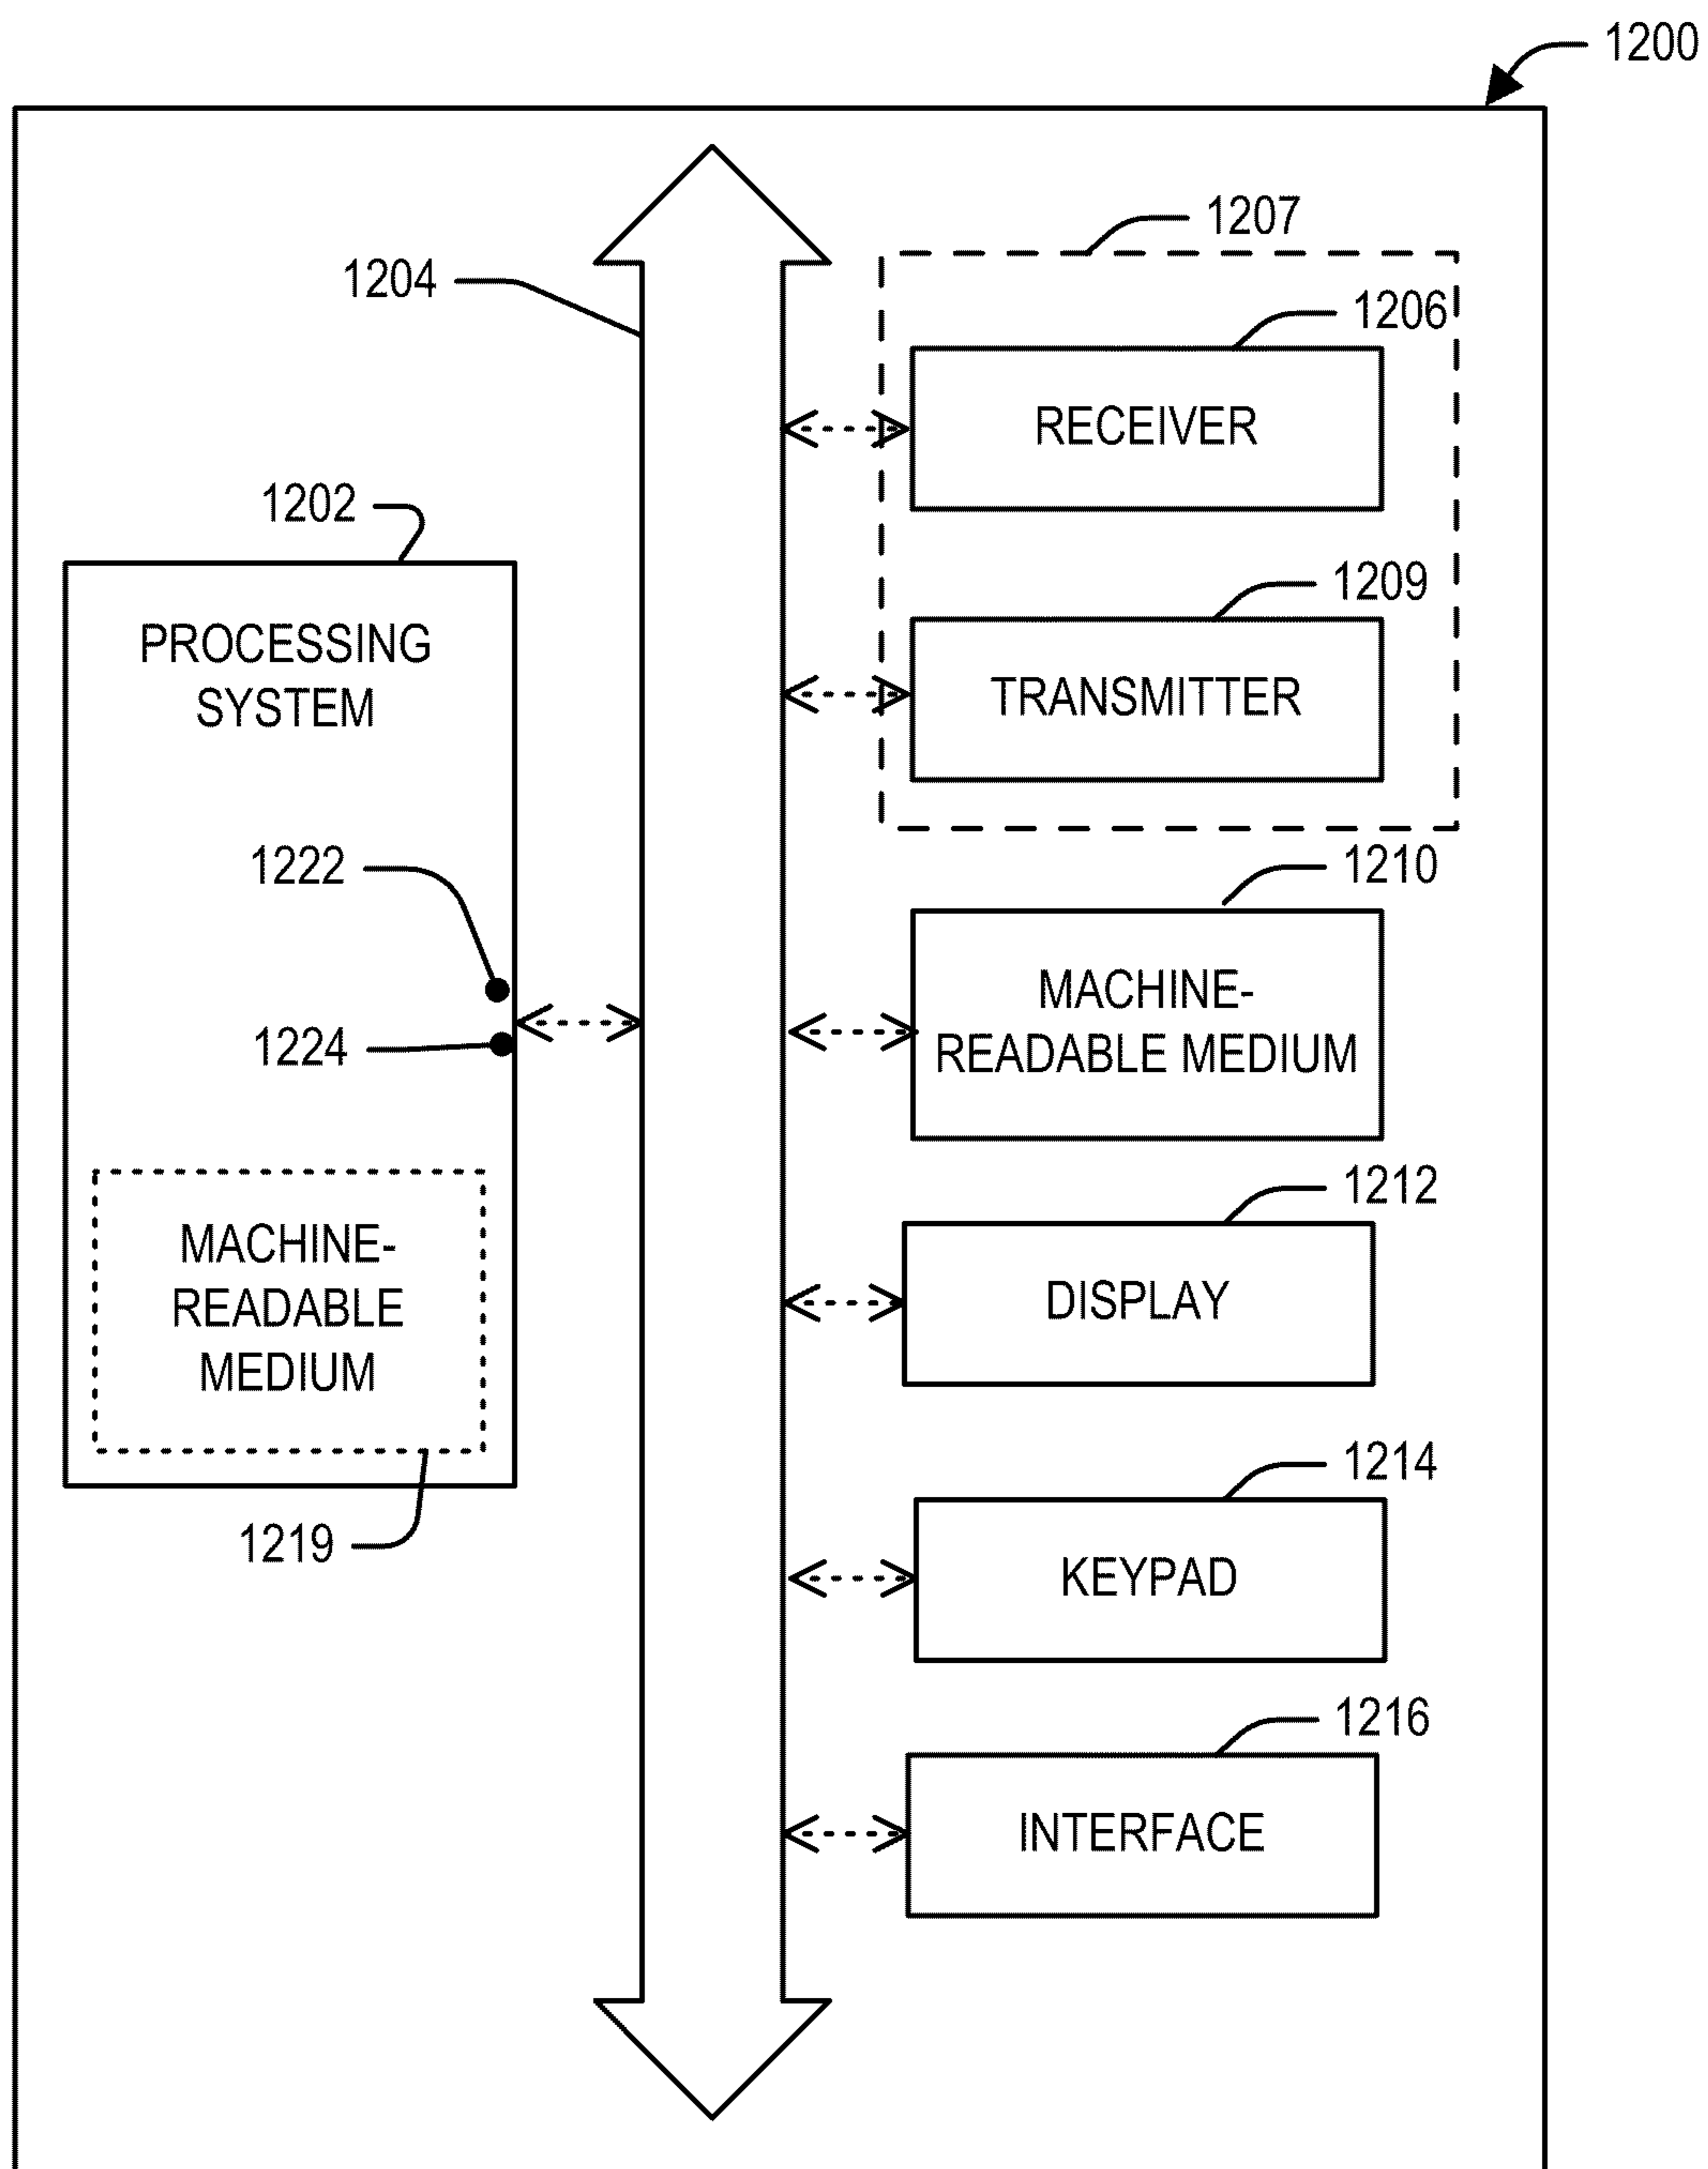 1200
1207
1204
1206
RECEIVER
1202
1209
PROCESSING
SYSTEM
TRANSMITTER
1222
1210
MACHINE-
READABLE MEDIUM
1224
1212
MACHINE-
READABLE
MEDIUM
DISPLAY
1214
1219
KEYPAD
1216
INTERFACE